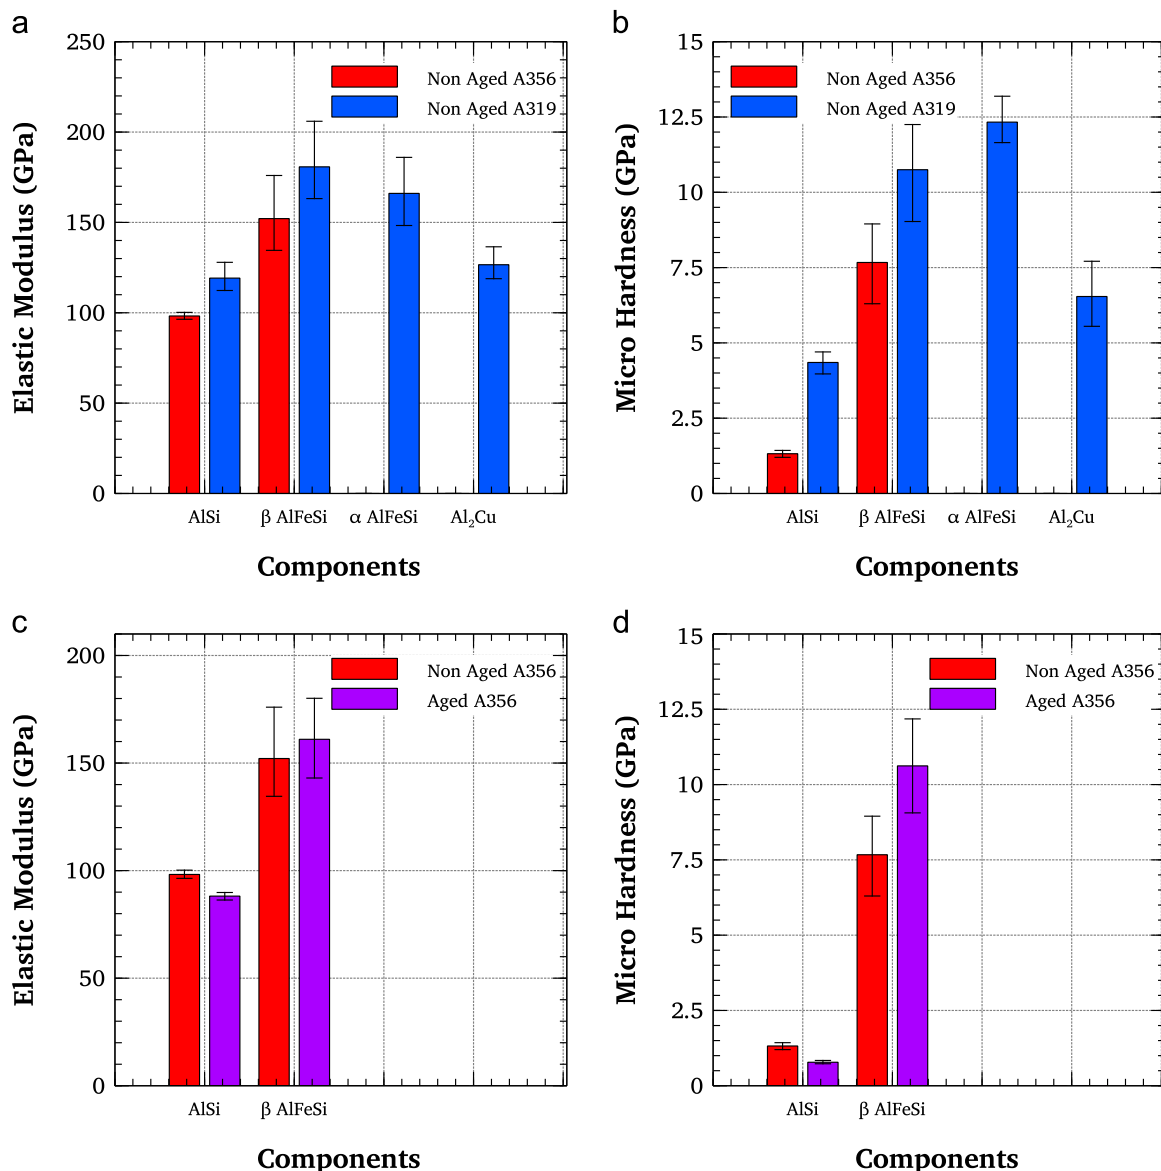 a
250
200
150
100
50
0
Elastic Modulus (GPa)
Non Aged A356
Non Aged A319
AlSi β AlFeSi α AlFeSi Al₂Cu
Components
b
15
12.5
10
7.5
5
2.5
0
Micro Hardness (GPa)
Non Aged A356
Non Aged A319
AlSi β AlFeSi α AlFeSi Al₂Cu
Components
c
200
150
100
50
0
Elastic Modulus (GPa)
Non Aged A356
Aged A356
AlSi β AlFeSi
Components
d
15
12.5
10
7.5
5
2.5
0
Micro Hardness (GPa)
Non Aged A356
Aged A356
AlSi β AlFeSi
Components